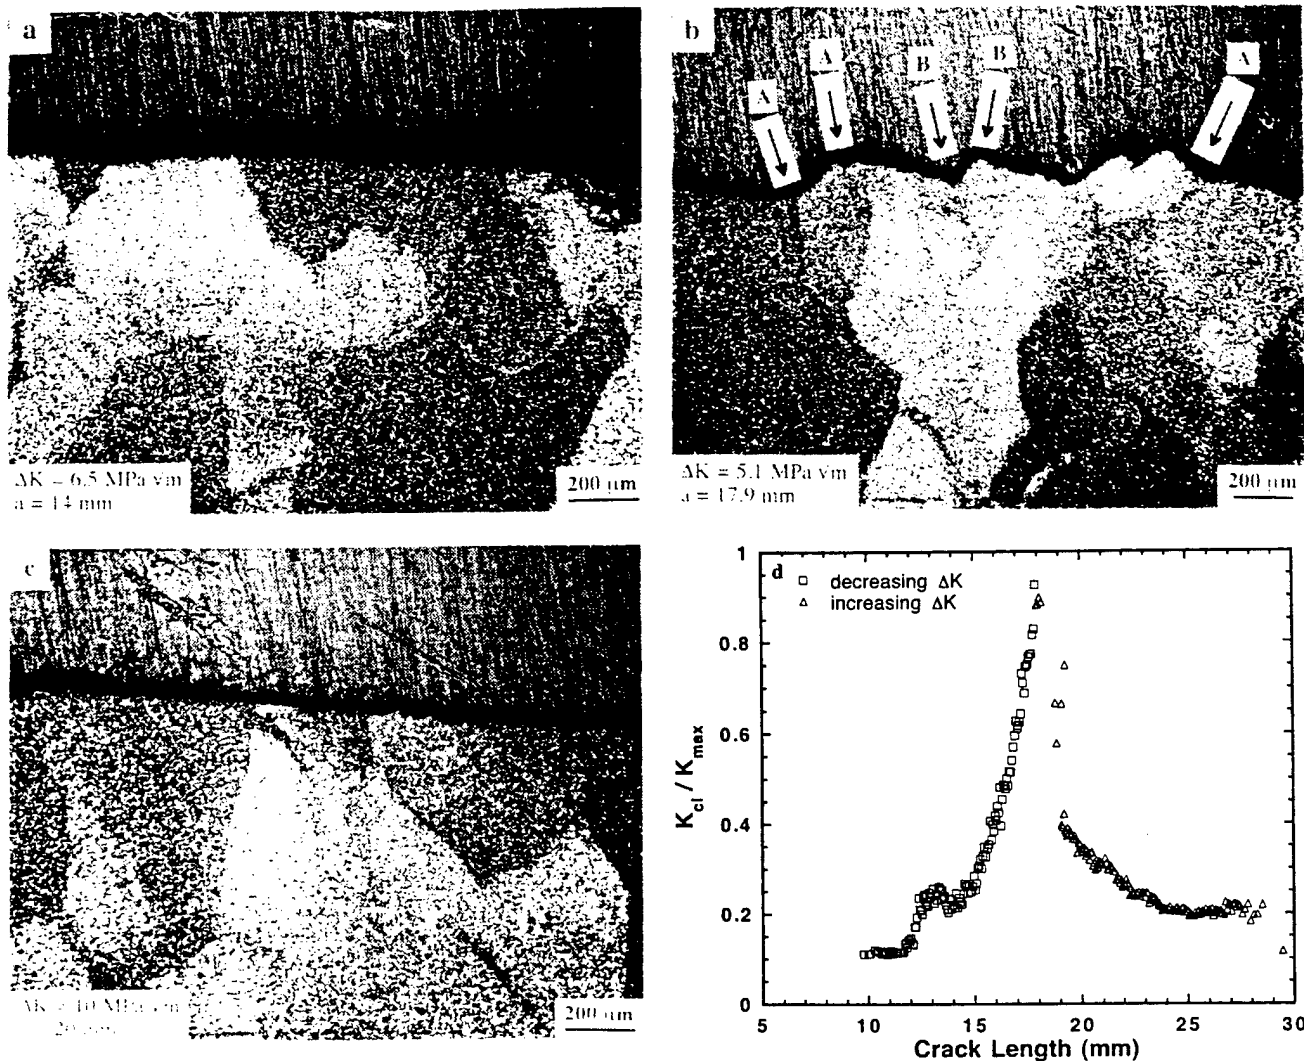 a
ΔK = 6.5 MPa √m
a = 14 mm
200 μm
b
A
A
B
B
A
ΔK = 5.1 MPa √m
a = 17.9 mm
200 μm
c
MPa √m
200 μm
d
decreasing ΔK
increasing ΔK
1
0.8
0.6
0.4
0.2
0
K_cl / K_max
5
10
15
20
25
30
Crack Length (mm)